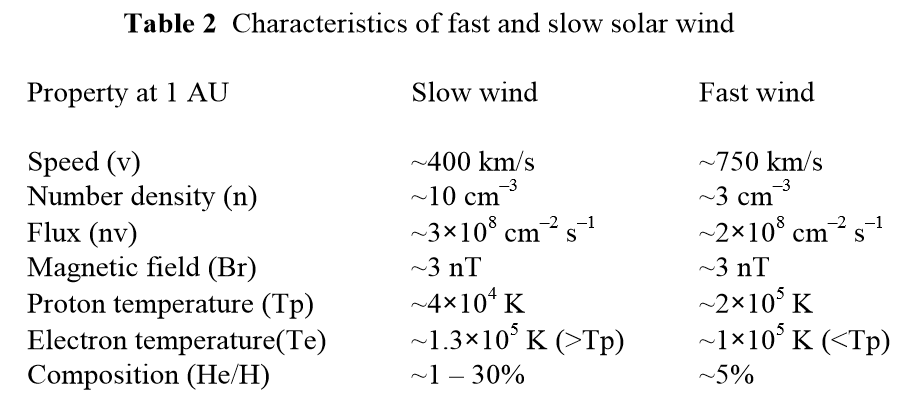 Table 2 Characteristics of fast and slow solar wind
Property at 1 AU Slow wind Fast wind
Speed (v) ~400 km/s ~750 km/s
Number density (n) ~10 cm⁻³ ~3 cm⁻³
Flux (nv) ~3×10⁸ cm⁻² s⁻¹ ~2×10⁸ cm⁻² s⁻¹
Magnetic field (Br) ~3 nT ~3 nT
Proton temperature (Tp) ~4×10⁴ K ~2×10⁵ K
Electron temperature(Te) ~1.3×10⁵ K (>Tp) ~1×10⁵ K (<Tp)
Composition (He/H) ~1 – 30% ~5%